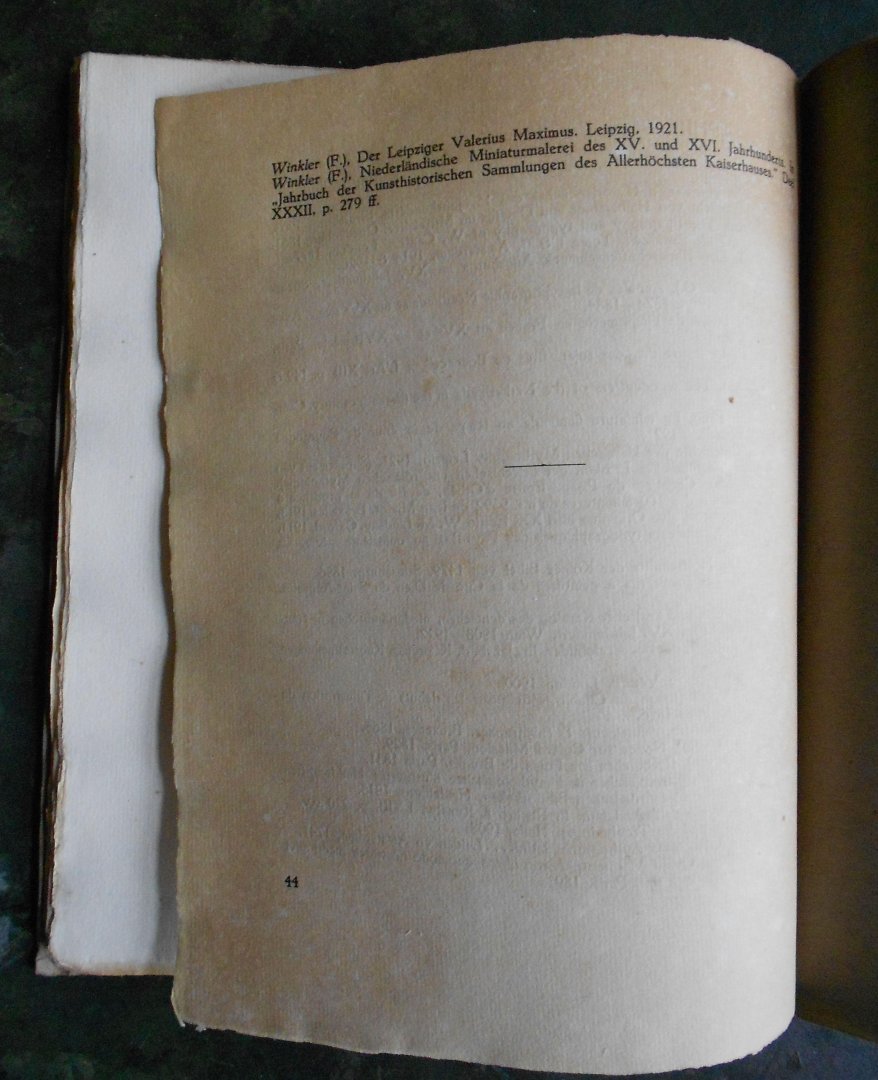 Winkler (F.), Der Leipziger Valerius Maximus. Leipzig, 1921.
Winkler (F.), Niederländische Miniaturmalerei des XV. und XVI. Jahrhunderts. In
„Jahrbuch der Kunsthistorischen Sammlungen des Allerhöchsten Kaiserhauses.”
XXXII, p. 279 ff.
44